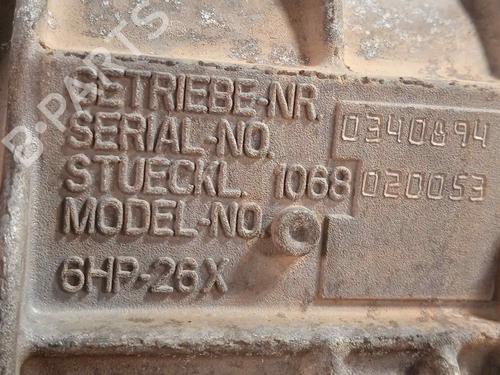 GETRIEBE-NR.
SERIAL-NO. 0340894
STUECKL. 1068 020053
MODEL-NO.
6HP-26X
B-PARTS